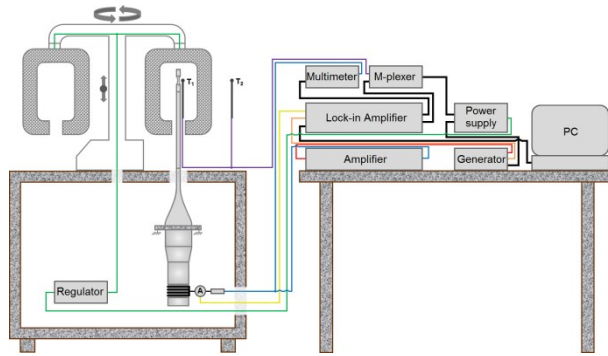 T1
T2
Multimeter
M-plexer
Lock-in Amplifier
Power
supply
PC
Amplifier
Generator
Regulator
A